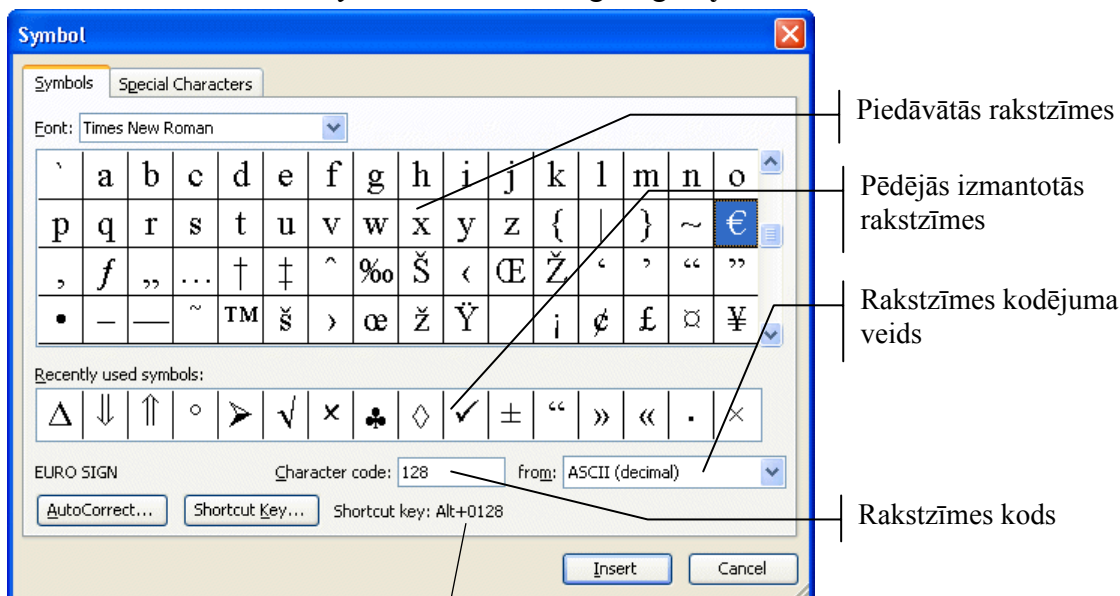 Symbol
Symbols Special Characters
Font: Times New Roman
` a b c d e f g h i j k l m n o
p q r s t u v w x y z { | } ~ €
‚ ƒ „ … † ‡ ˆ ‰ Š ‹ Œ Ž ‘ ’ “ ”
• – — ˜ ™ š › œ ž Ÿ ¡ ¢ £ ¤ ¥
Recently used symbols:
∆ ⇓ ⇑ ° ➢ √ × ♣ ◊ ✓ ± “ » « · ×
EURO SIGN Character code: 128 from: ASCII (decimal)
AutoCorrect... Shortcut Key... Shortcut key: Alt+0128
Insert Cancel
Piedāvātās rakstzīmes
Pēdējās izmantotās
rakstzīmes
Rakstzīmes kodējuma
veids
Rakstzīmes kods